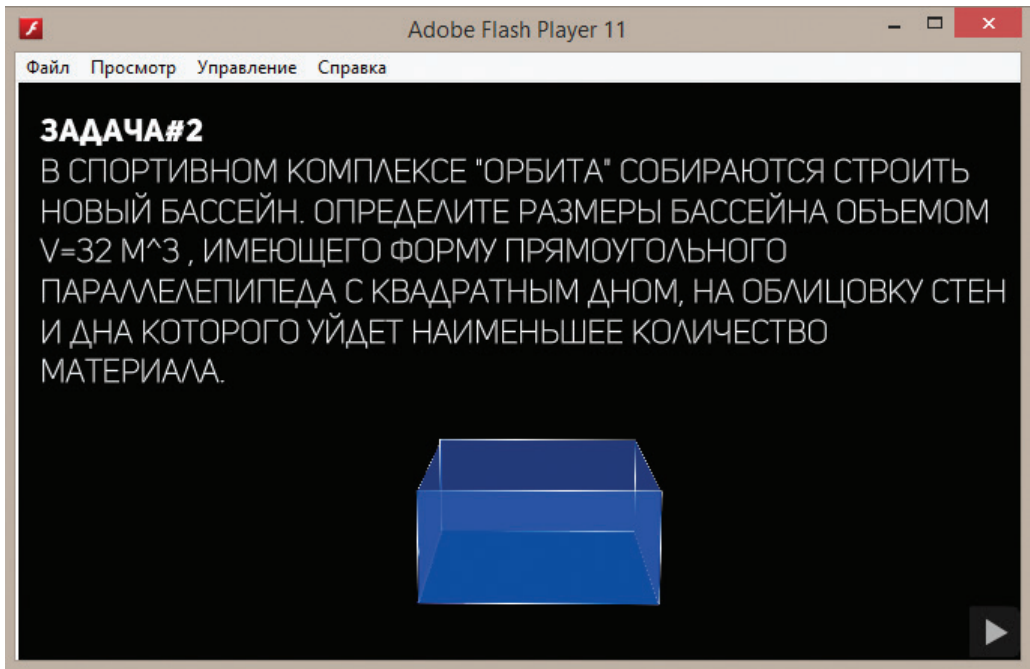 Adobe Flash Player 11
Файл Просмотр Управление Справка
ЗАДАЧА#2
В СПОРТИВНОМ КОМПЛЕКСЕ "ОРБИТА" СОБИРАЮТСЯ СТРОИТЬ
НОВЫЙ БАССЕЙН. ОПРЕДЕЛИТЕ РАЗМЕРЫ БАССЕЙНА ОБЪЕМОМ
V=32 М^3 , ИМЕЮЩЕГО ФОРМУ ПРЯМОУГОЛЬНОГО
ПАРАЛЛЕЛЕПИПЕДА С КВАДРАТНЫМ ДНОМ, НА ОБЛИЦОВКУ СТЕН
И ДНА КОТОРОГО УЙДЕТ НАИМЕНЬШЕЕ КОЛИЧЕСТВО
МАТЕРИАЛА.